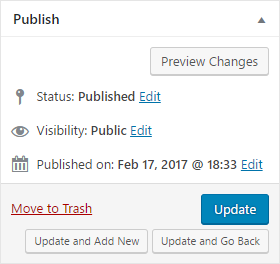 Publish
Preview Changes
Status: Published Edit
Visibility: Public Edit
Published on: Feb 17, 2017 @ 18:33 Edit
Move to Trash Update
Update and Add New Update and Go Back